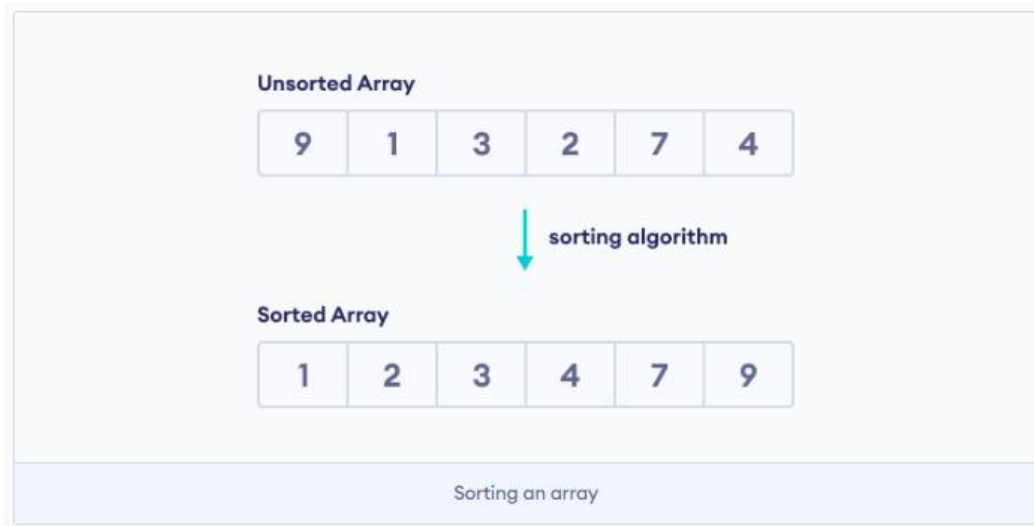 Unsorted Array
9 1 3 2 7 4
sorting algorithm
Sorted Array
1 2 3 4 7 9
Sorting an array